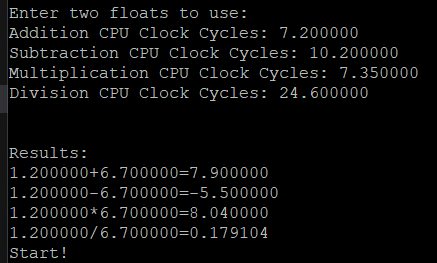 Enter two floats to use:
Addition CPU Clock Cycles: 7.200000
Subtraction CPU Clock Cycles: 10.200000
Multiplication CPU Clock Cycles: 7.350000
Division CPU Clock Cycles: 24.600000
Results:
1.200000+6.700000=7.900000
1.200000-6.700000=-5.500000
1.200000*6.700000=8.040000
1.200000/6.700000=0.179104
Start!